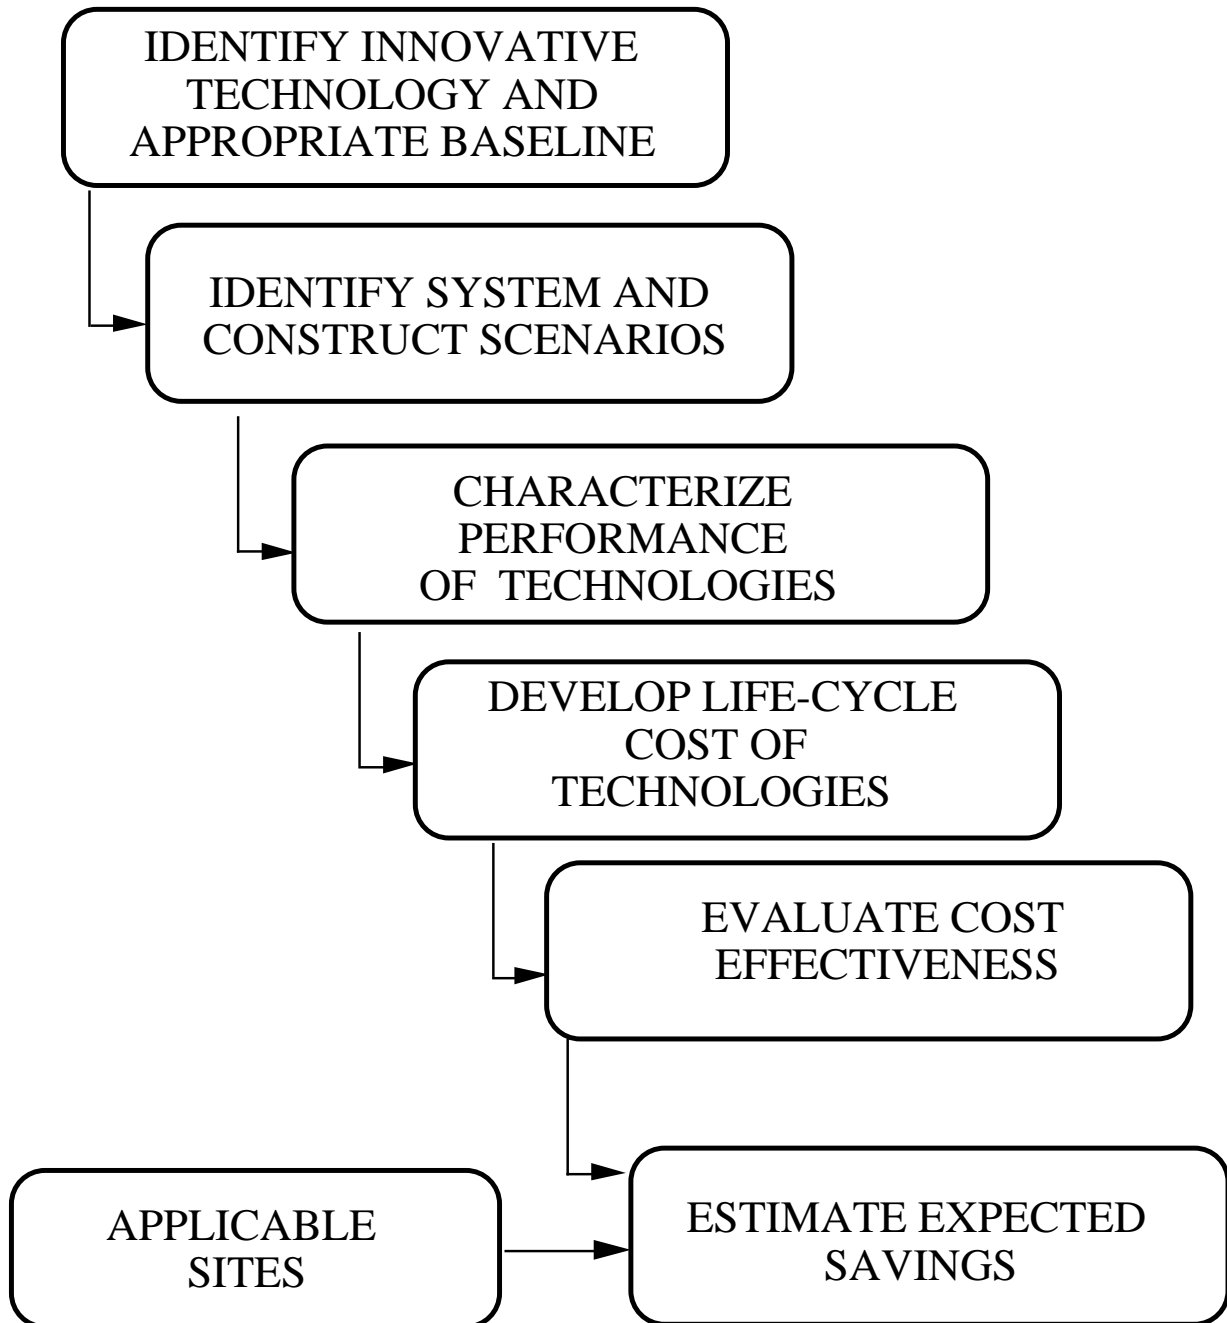 IDENTIFY INNOVATIVE
TECHNOLOGY AND
APPROPRIATE BASELINE
IDENTIFY SYSTEM AND
CONSTRUCT SCENARIOS
CHARACTERIZE
PERFORMANCE
OF TECHNOLOGIES
DEVELOP LIFE-CYCLE
COST OF
TECHNOLOGIES
EVALUATE COST
EFFECTIVENESS
APPLICABLE
SITES
ESTIMATE EXPECTED
SAVINGS